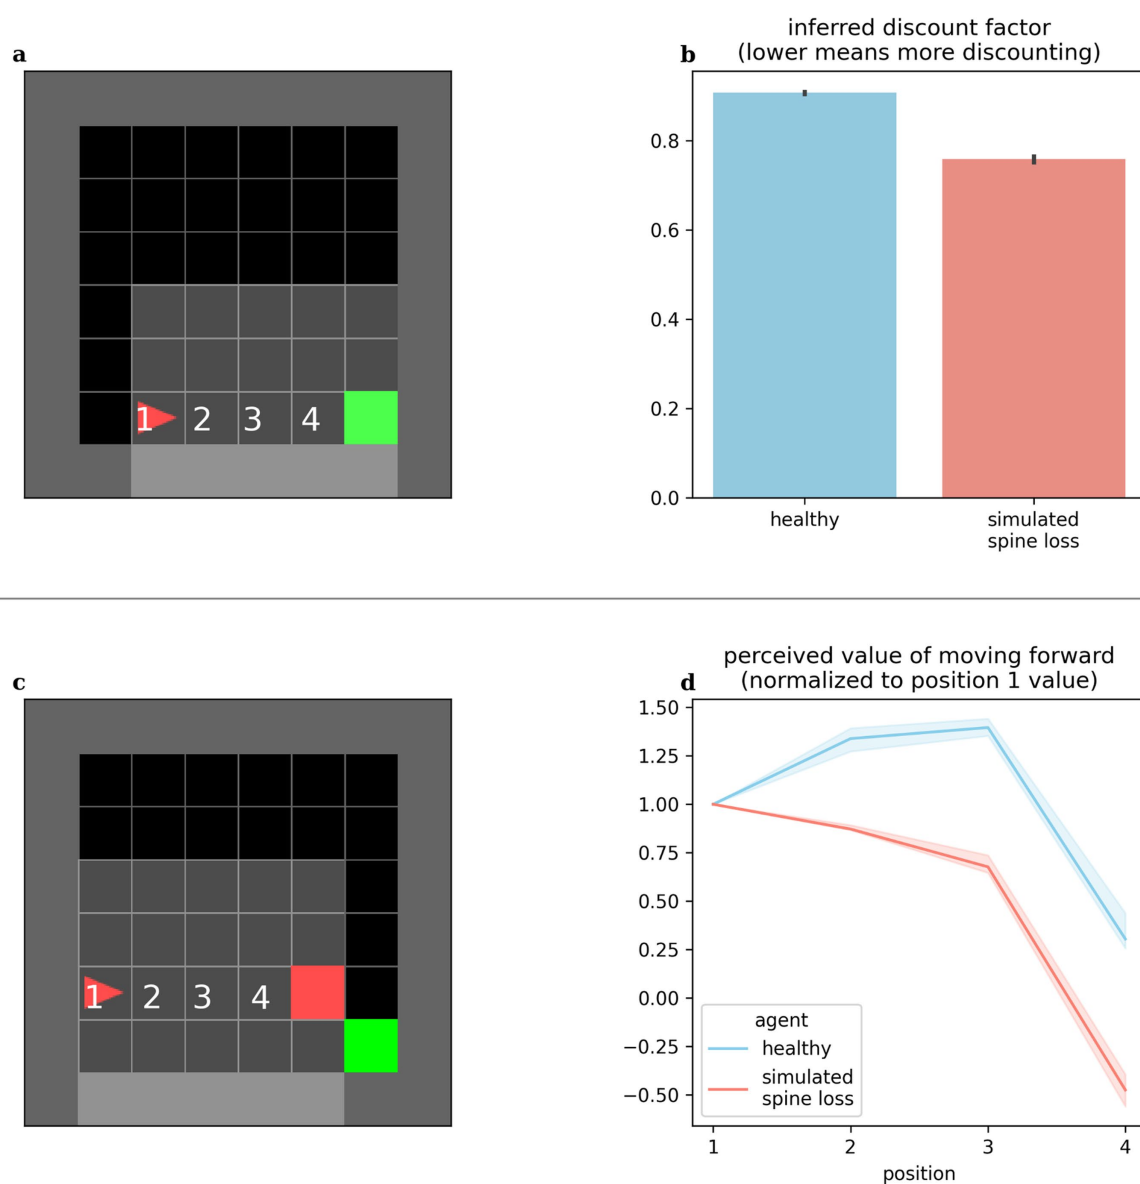 a
1 2 3 4
b
inferred discount factor
(lower means more discounting)
0.8
0.6
0.4
0.2
0.0
healthy
simulated
spine loss
c
1 2 3 4
d
perceived value of moving forward
(normalized to position 1 value)
1.50
1.25
1.00
0.75
0.50
0.25
0.00
−0.25
−0.50
agent
healthy
simulated
spine loss
1 2 3 4
position